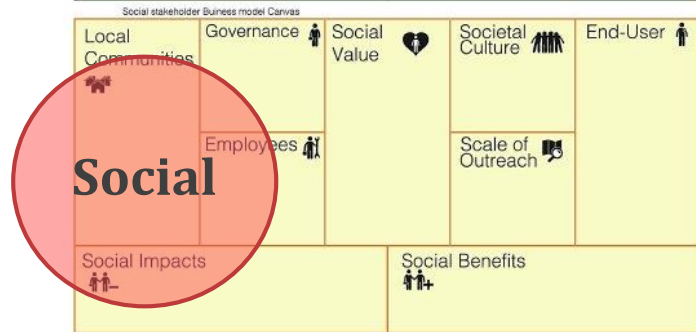 Social stakeholder Buiness model Canvas
Local
Communities
Governance
Social
Value
Societal
Culture
End-User
Employees
Scale of
Outreach
Social
Social Impacts
Social Benefits